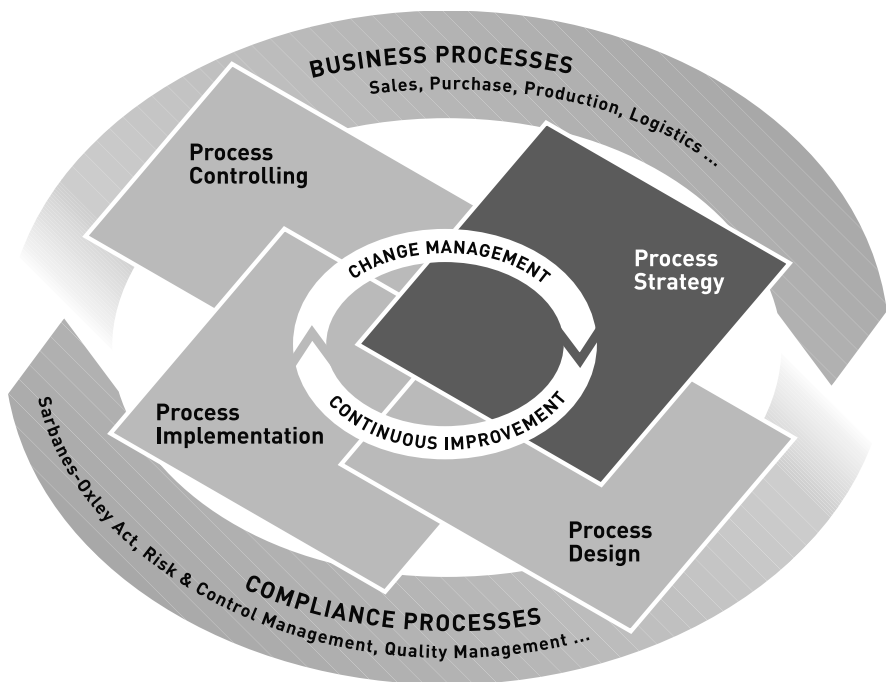 BUSINESS PROCESSES
Sales, Purchase, Production, Logistics ...
Process
Controlling
Process
Strategy
CHANGE MANAGEMENT
CONTINUOUS IMPROVEMENT
Process
Implementation
Process
Design
COMPLIANCE PROCESSES
Sarbanes-Oxley Act, Risk & Control Management, Quality Management ...